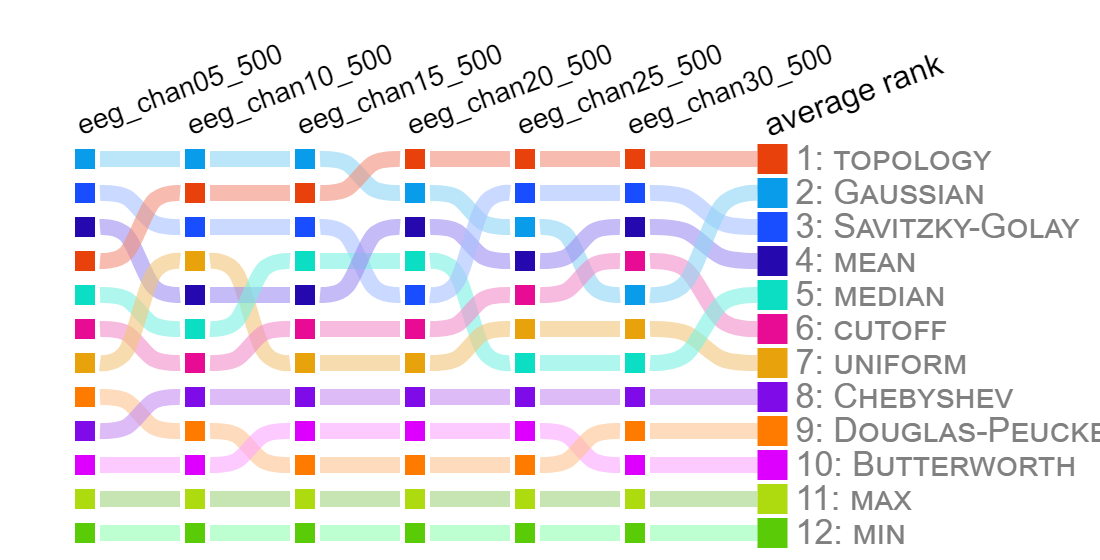 eeg_chan05_500
eeg_chan10_500
eeg_chan15_500
eeg_chan20_500
eeg_chan25_500
eeg_chan30_500
average rank
1: TOPOLOGY
2: GAUSSIAN
3: SAVITZKY-GOLAY
4: MEAN
5: MEDIAN
6: CUTOFF
7: UNIFORM
8: CHEBYSHEV
9: DOUGLAS-PEUCKE
10: BUTTERWORTH
11: MAX
12: MIN